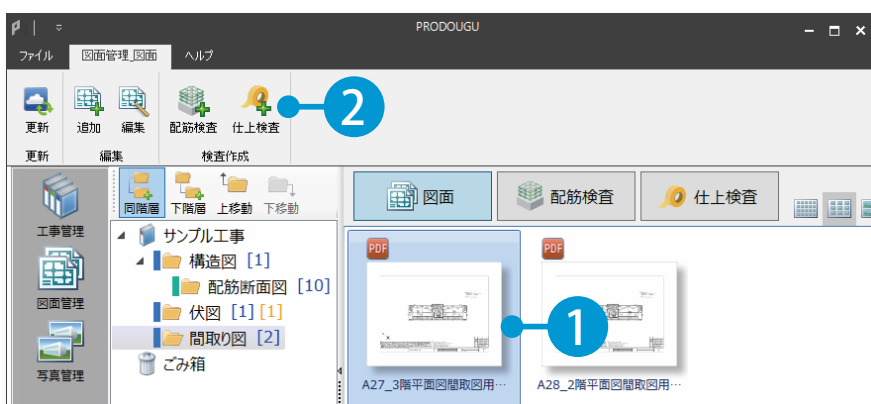 PRODOUGU
ファイル 図面管理_図面 ヘルプ
更新 追加 編集 配筋検査 仕上検査
2
更新 編集 検査作成
同階層 下階層 上移動 下移動
図面 配筋検査 仕上検査
工事管理
図面管理
写真管理
サンプル工事
構造図 [1]
配筋断面図 [10]
伏図 [1] [1]
間取り図 [2]
ごみ箱
PDF PDF
1
A27_3階平面図間取図用… A28_2階平面図間取図用…